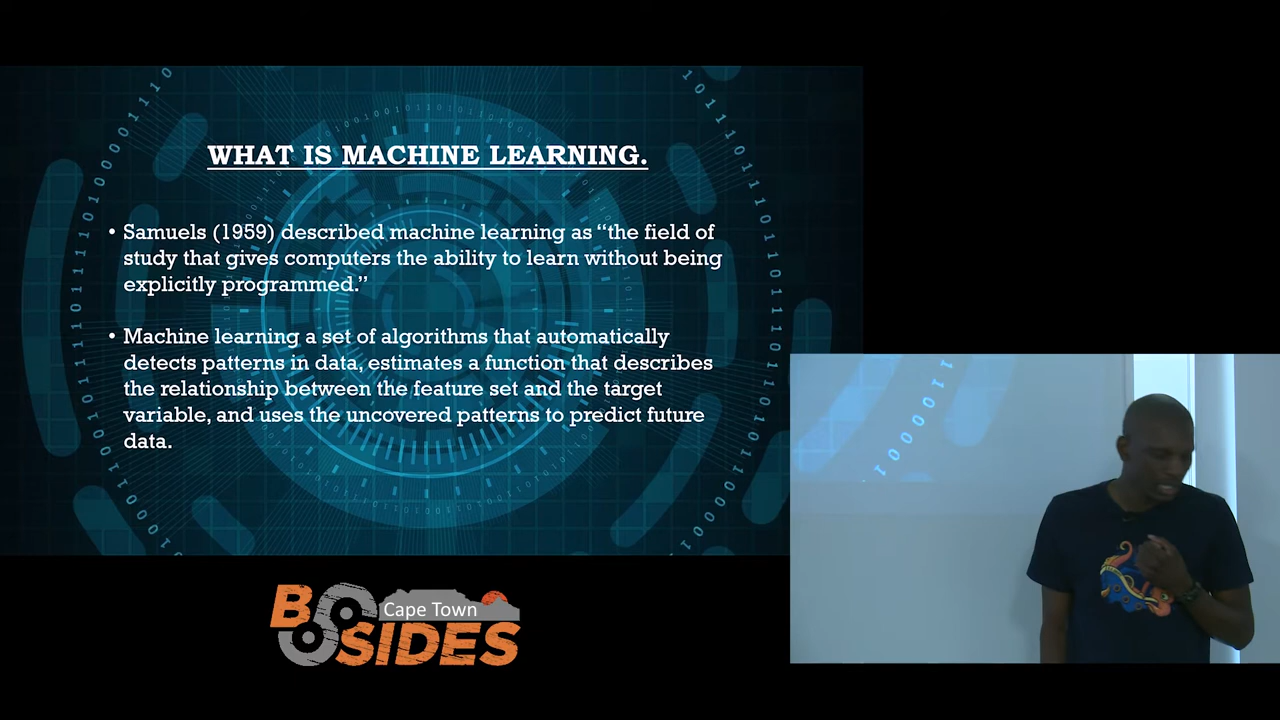 WHAT IS MACHINE LEARNING.
• Samuels (1959) described machine learning as “the field of
study that gives computers the ability to learn without being
explicitly programmed.”
• Machine learning a set of algorithms that automatically
detects patterns in data, estimates a function that describes
the relationship between the feature set and the target
variable, and uses the uncovered patterns to predict future
data.
Cape Town
BSIDES